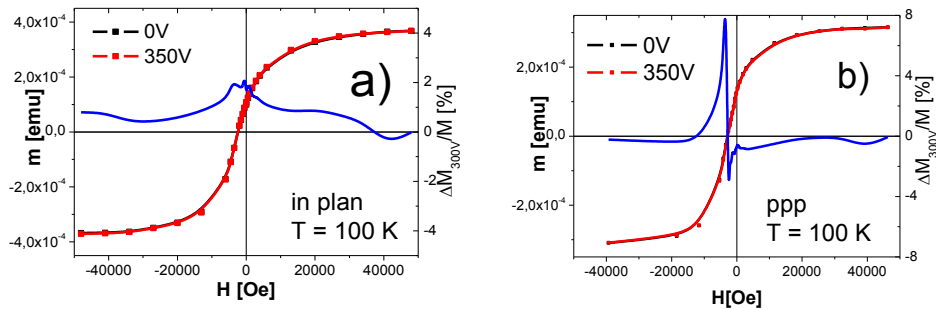 4,0x10⁻⁴
2,0x10⁻⁴
0,0
-2,0x10⁻⁴
-4,0x10⁻⁴
m [emu]
0V
350V
a)
in plan
T = 100 K
-40000 -20000 0 20000 40000
H [Oe]
4
2
0
-2
-4
ΔM₃₀₀ᵥ/M [%]
2,0x10⁻⁴
0,0
-2,0x10⁻⁴
m [emu]
0V
350V
b)
ppp
T = 100 K
-40000 -20000 0 20000 40000
H[Oe]
8
4
0
-4
-8
ΔM₃₀₀ᵥ/M [%]